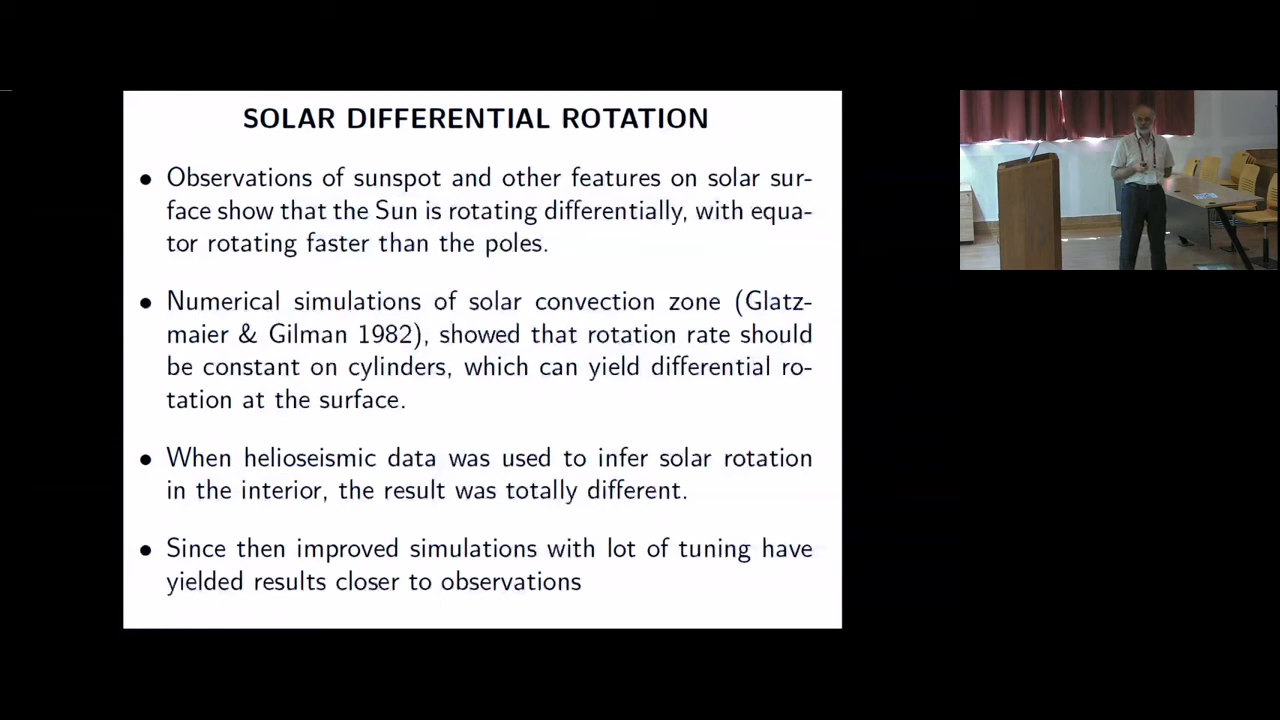 SOLAR DIFFERENTIAL ROTATION
• Observations of sunspot and other features on solar sur-
face show that the Sun is rotating differentially, with equa-
tor rotating faster than the poles.
• Numerical simulations of solar convection zone (Glatz-
maier & Gilman 1982), showed that rotation rate should
be constant on cylinders, which can yield differential ro-
tation at the surface.
• When helioseismic data was used to infer solar rotation
in the interior, the result was totally different.
• Since then improved simulations with lot of tuning have
yielded results closer to observations